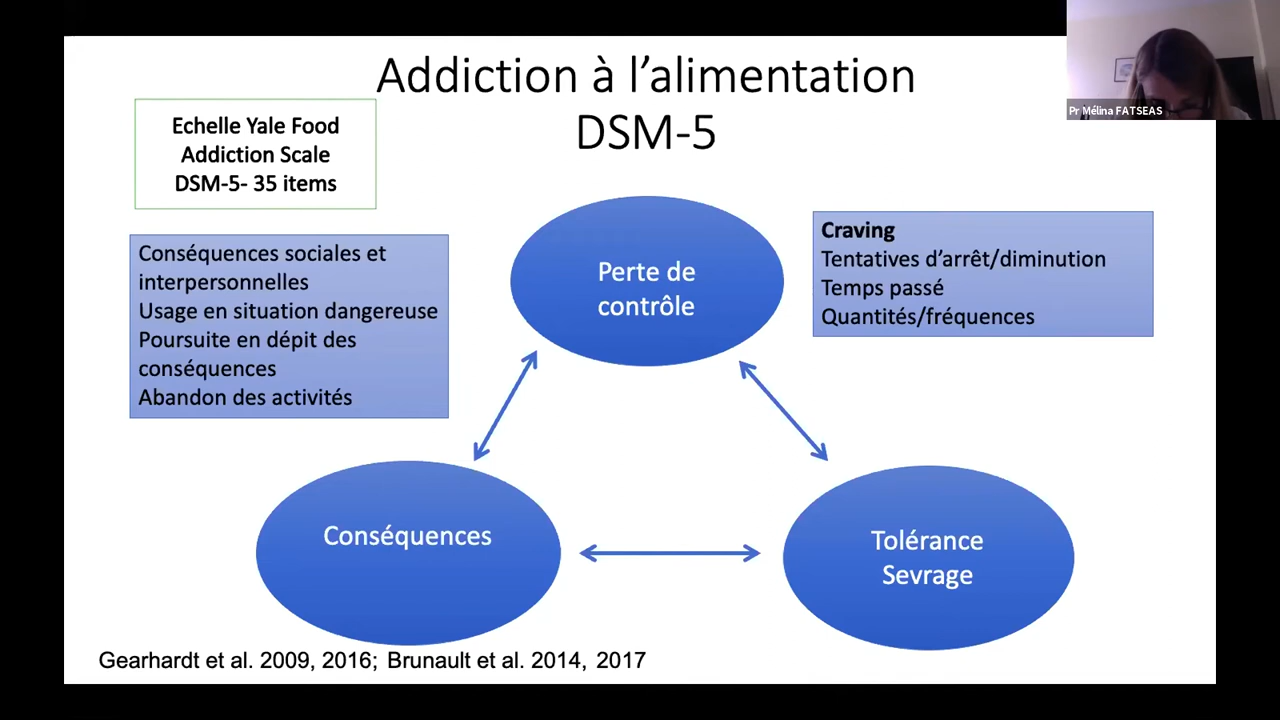 Addiction à l’alimentation
DSM-5
Pr Mélina FATSEAS
Echelle Yale Food
Addiction Scale
DSM-5- 35 items
Conséquences sociales et
interpersonnelles
Usage en situation dangereuse
Poursuite en dépit des
conséquences
Abandon des activités
Perte de
contrôle
Craving
Tentatives d’arrêt/diminution
Temps passé
Quantités/fréquences
Conséquences
Tolérance
Sevrage
Gearhardt et al. 2009, 2016; Brunault et al. 2014, 2017